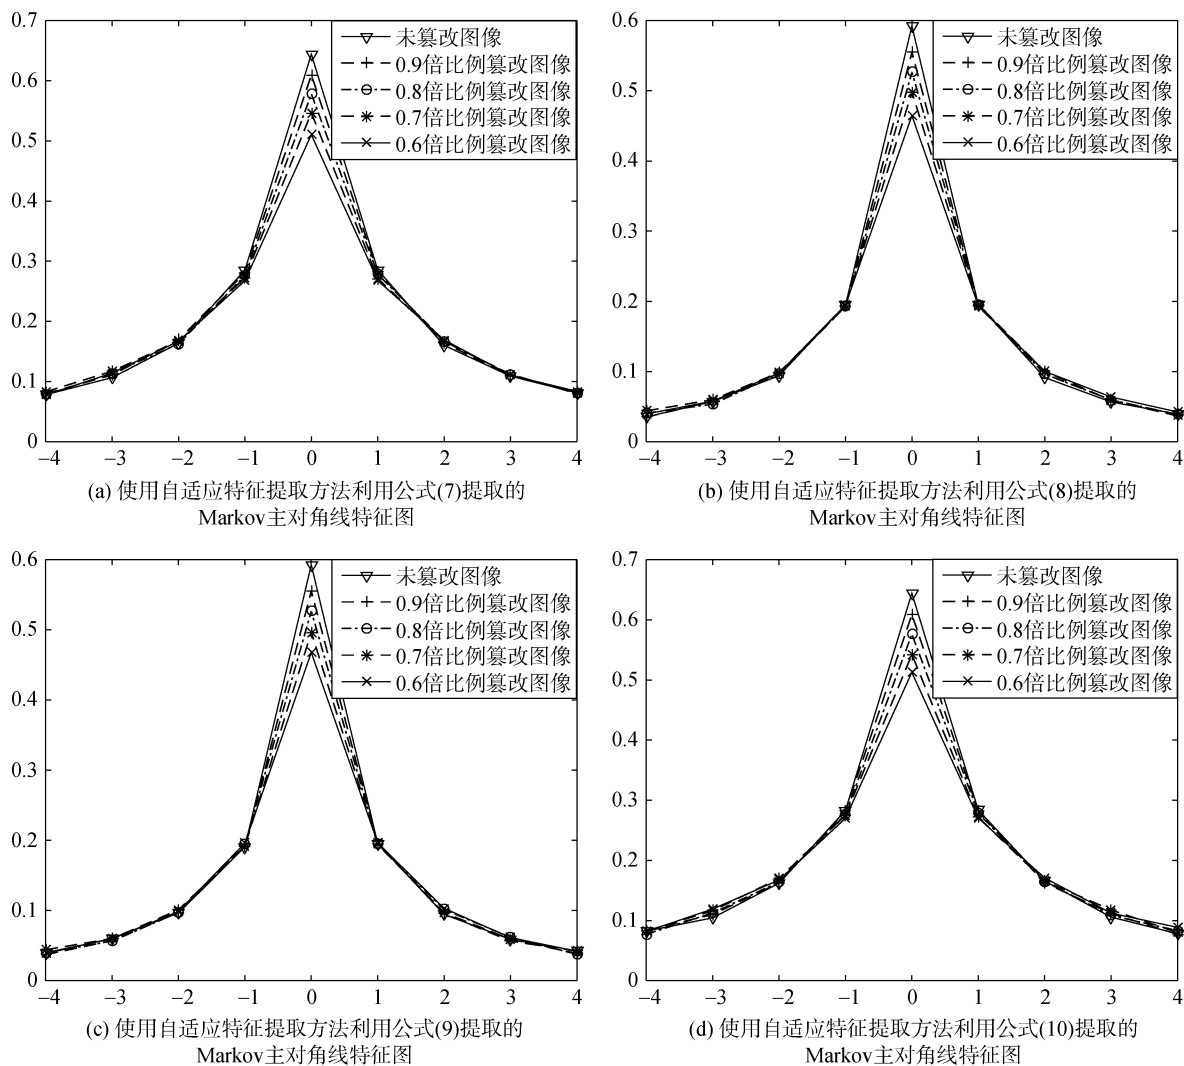 0.7
0.6
0.5
0.4
0.3
0.2
0.1
0
−4 −3 −2 −1 0 1 2 3 4
未篡改图像
0.9倍比例篡改图像
0.8倍比例篡改图像
0.7倍比例篡改图像
0.6倍比例篡改图像
(a) 使用自适应特征提取方法利用公式(7)提取的
Markov主对角线特征图
0.6
0.5
0.4
0.3
0.2
0.1
0
−4 −3 −2 −1 0 1 2 3 4
未篡改图像
0.9倍比例篡改图像
0.8倍比例篡改图像
0.7倍比例篡改图像
0.6倍比例篡改图像
(b) 使用自适应特征提取方法利用公式(8)提取的
Markov主对角线特征图
0.6
0.5
0.4
0.3
0.2
0.1
0
−4 −3 −2 −1 0 1 2 3 4
未篡改图像
0.9倍比例篡改图像
0.8倍比例篡改图像
0.7倍比例篡改图像
0.6倍比例篡改图像
(c) 使用自适应特征提取方法利用公式(9)提取的
Markov主对角线特征图
0.7
0.6
0.5
0.4
0.3
0.2
0.1
0
−4 −3 −2 −1 0 1 2 3 4
未篡改图像
0.9倍比例篡改图像
0.8倍比例篡改图像
0.7倍比例篡改图像
0.6倍比例篡改图像
(d) 使用自适应特征提取方法利用公式(10)提取的
Markov主对角线特征图